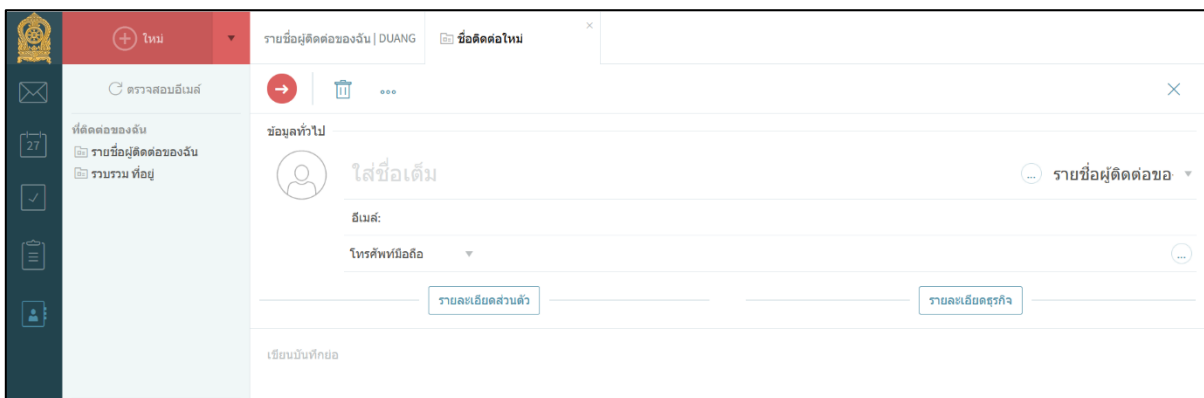 ใหม่
รายชื่อผู้ติดต่อของฉัน | DUANG
ชื่อติดต่อใหม่
ตรวจสอบอีเมล์
27
ที่ติดต่อของฉัน
รายชื่อผู้ติดต่อของฉัน
รวบรวม ที่อยู่
ข้อมูลทั่วไป
ใส่ชื่อเต็ม
รายชื่อผู้ติดต่อขอ
อีเมล์:
โทรศัพท์มือถือ
รายละเอียดส่วนตัว
รายละเอียดธุรกิจ
เขียนบันทึกย่อ